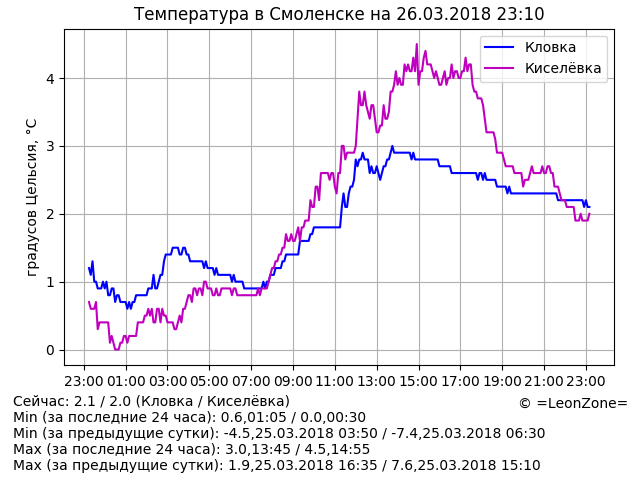 Температура в Смоленске на 26.03.2018 23:10
градусов Цельсия, °C
4
3
2
1
0
Кловка
Киселёвка
23:00 01:00 03:00 05:00 07:00 09:00 11:00 13:00 15:00 17:00 19:00 21:00 23:00
Сейчас: 2.1 / 2.0 (Кловка / Киселёвка)
© =LeonZone=
Min (за последние 24 часа): 0.6,01:05 / 0.0,00:30
Min (за предыдущие сутки): -4.5,25.03.2018 03:50 / -7.4,25.03.2018 06:30
Max (за последние 24 часа): 3.0,13:45 / 4.5,14:55
Max (за предыдущие сутки): 1.9,25.03.2018 16:35 / 7.6,25.03.2018 15:10